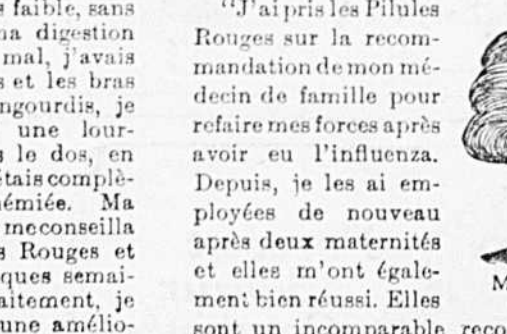 faible, sans
digestion
mal, j'avais
et les bras
ngourdis, je
une lour-
le dos, en
étais complè-
émiée. Ma
me conseilla
Rouges et
ques semai-
aitement, je
une amélio-
"J'ai pris les Pilules
Rouges sur la recom-
mandation de mon mé-
decin de famille pour
refaire mes forces après
avoir eu l'influenza.
Depuis, je les ai em-
ployées de nouveau
après deux maternités
et elles m'ont égale-
ment bien réussi. Elles
sont un incomparable reco
M